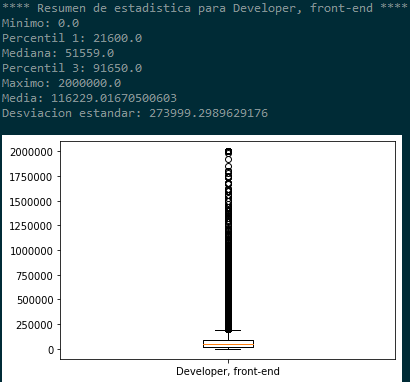 **** Resumen de estadistica para Developer, front-end ****
Minimo: 0.0
Percentil 1: 21600.0
Mediana: 51559.0
Percentil 3: 91650.0
Maximo: 2000000.0
Media: 116229.01670500603
Desviacion estandar: 273999.2989629176
2000000
1750000
1500000
1250000
1000000
750000
500000
250000
0
Developer, front-end